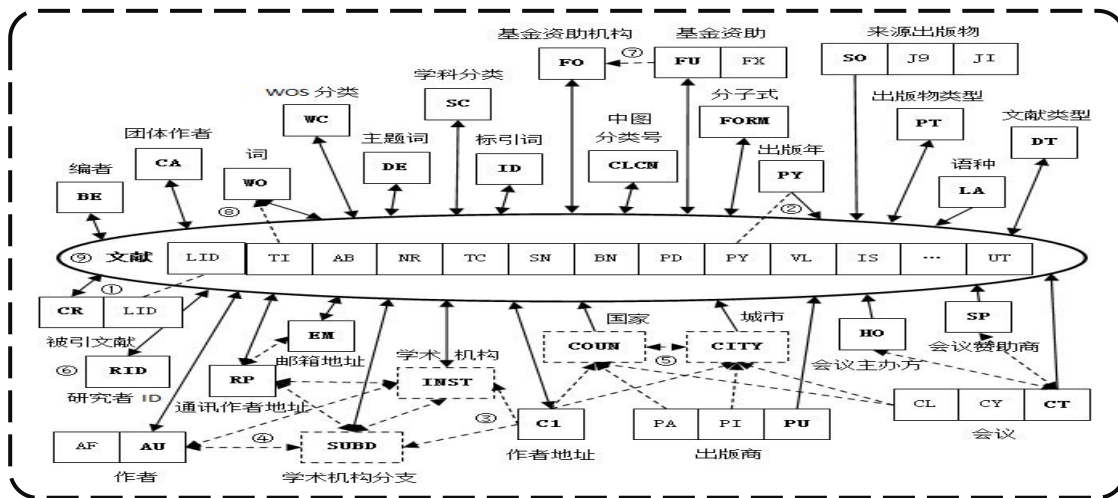 基金资助机构 ⑦ 基金资助 来源出版物
FO FU FX SO J9 JI
WOS 分类 学科分类 中图分类号 分子式 出版物类型 文献类型
WC SC FORM PT DT
团体作者 词 主题词 标引词 出版年 语种
编者 CA WO DE ID CLCN PY LA
BE ⑧ ②
⑨ 文献 LID TI AB NR TC SN BN PD PY VL IS … UT
CR ① LID
被引文献
EM 国家 城市 HO SP
⑥ RID RP 邮箱地址 学术 机构 COUN ⑤ CITY 会议主办方 会议赞助商
研究者 ID 通讯作者地址 INST
③ C1 PA PI PU CL CY CT
AF AU ④ SUBD 作者地址 出版商 会议
作者 学术机构分支